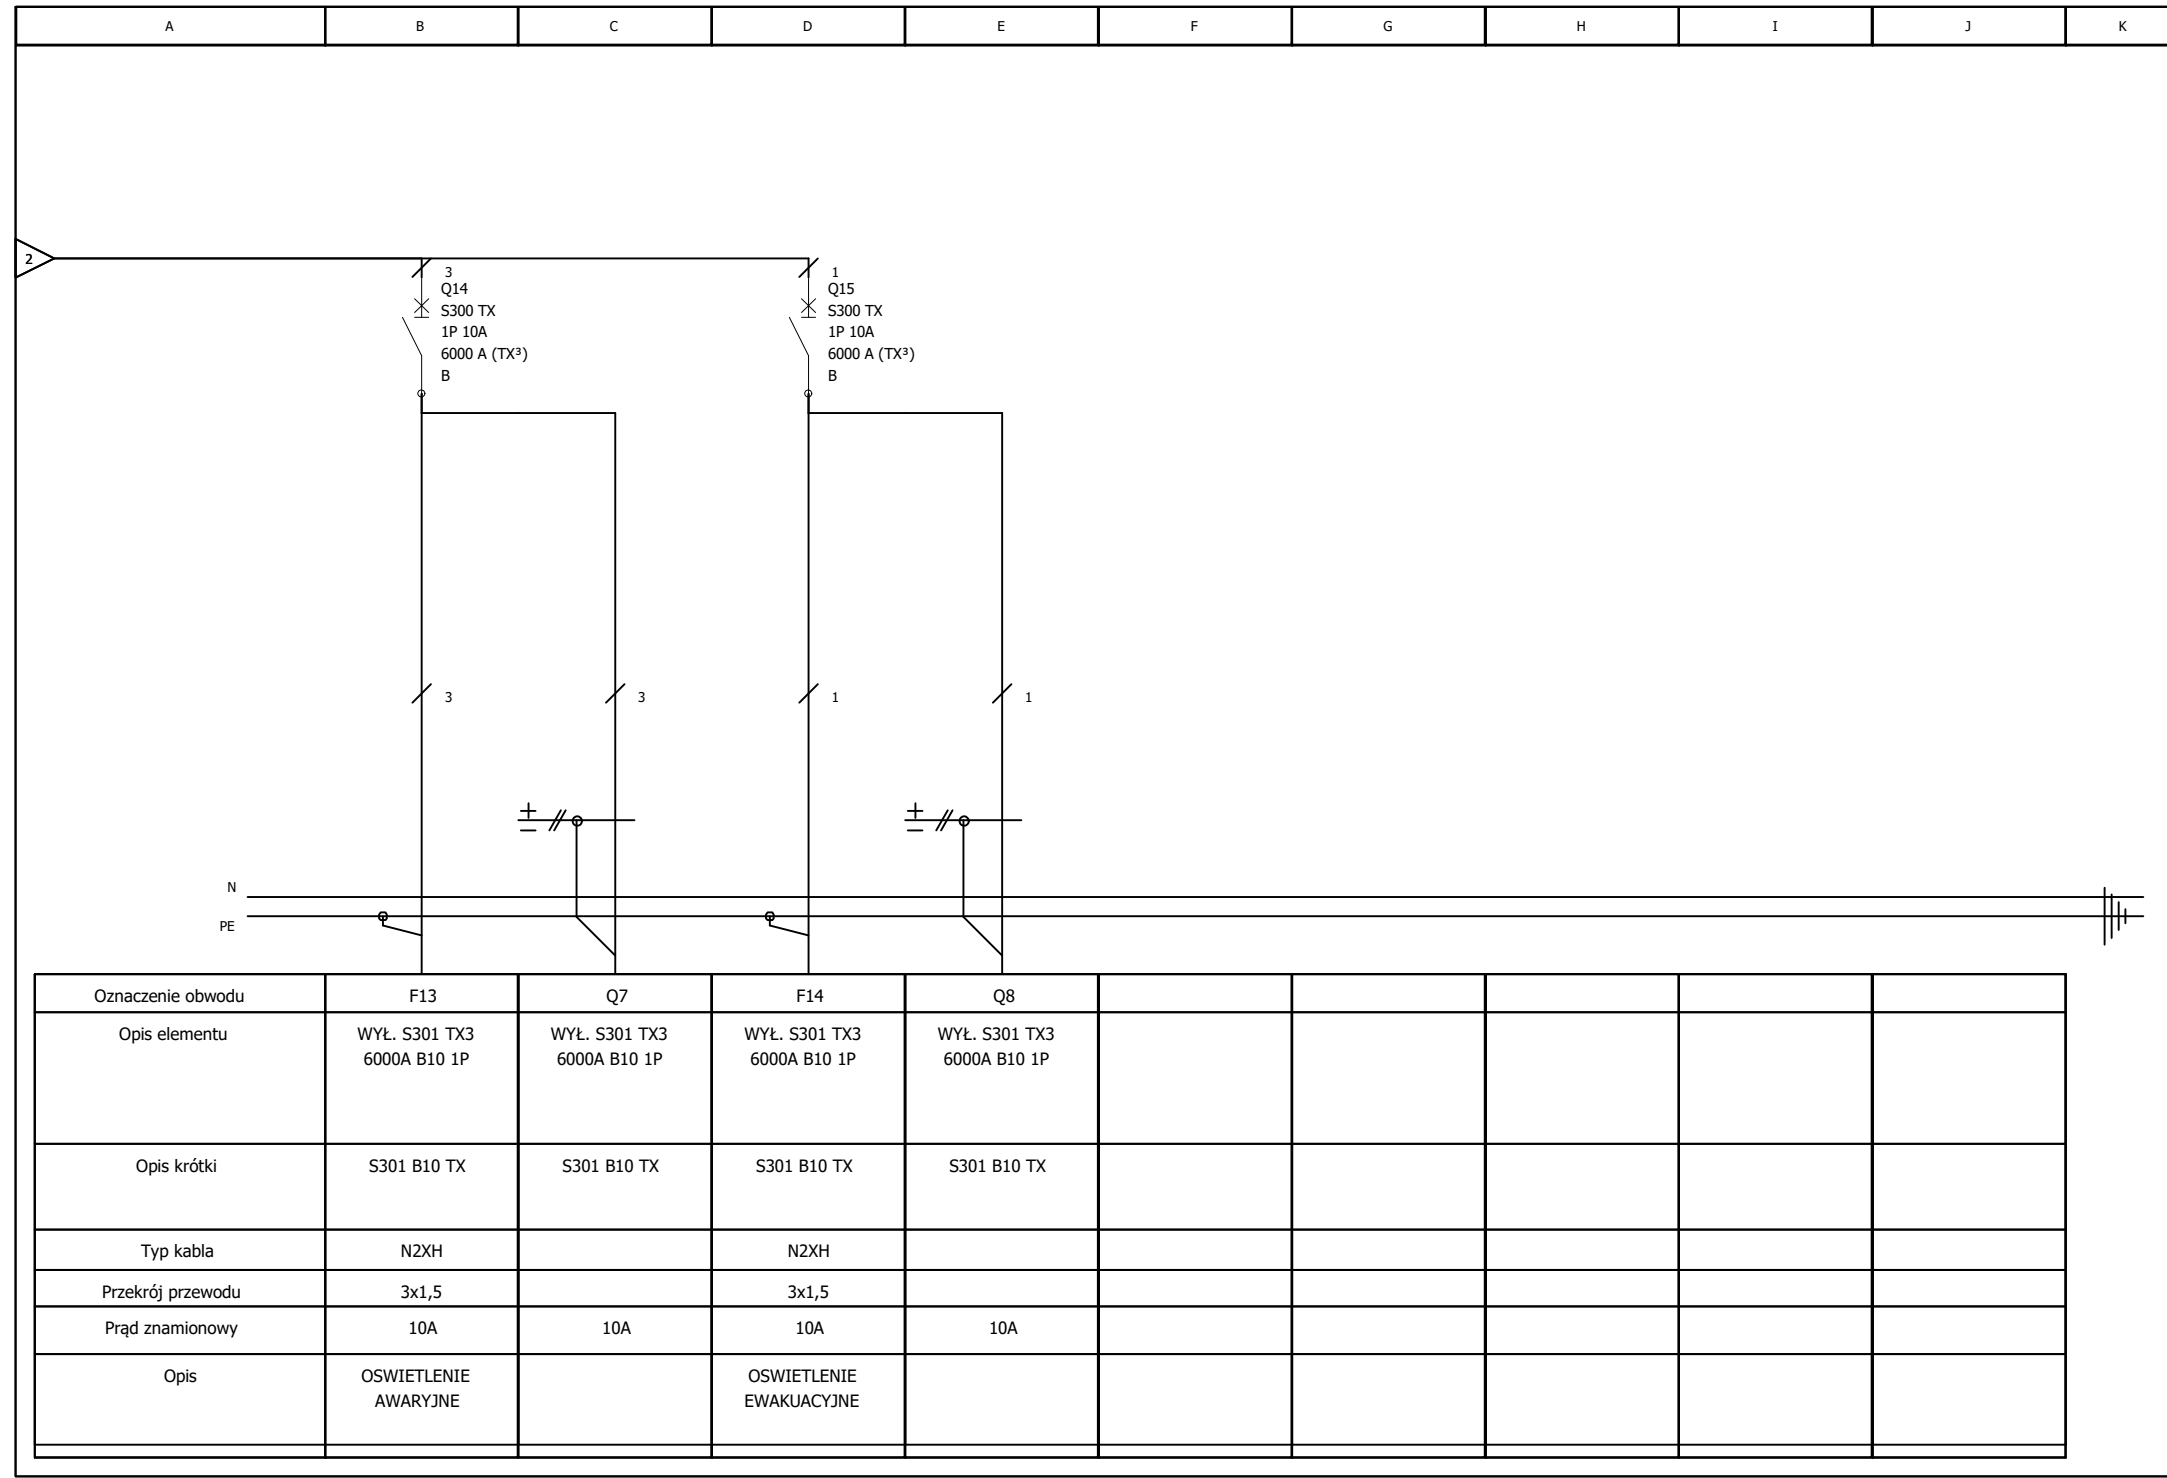 A B C D E F G H I J K
2
3 1
Q14 Q15
S300 TX S300 TX
1P 10A 1P 10A
6000 A (TX³) 6000 A (TX³)
B B
3 3 1 1
N
PE
Oznaczenie obwodu F13 Q7 F14 Q8
Opis elementu WYŁ. S301 TX3 WYŁ. S301 TX3 WYŁ. S301 TX3 WYŁ. S301 TX3
6000A B10 1P 6000A B10 1P 6000A B10 1P 6000A B10 1P
Opis krótki S301 B10 TX S301 B10 TX S301 B10 TX S301 B10 TX
Typ kabla N2XH N2XH
Przekrój przewodu 3x1,5 3x1,5
Prąd znamionowy 10A 10A 10A 10A
Opis OSWIETLENIE OSWIETLENIE
AWARYJNE EWAKUACYJNE